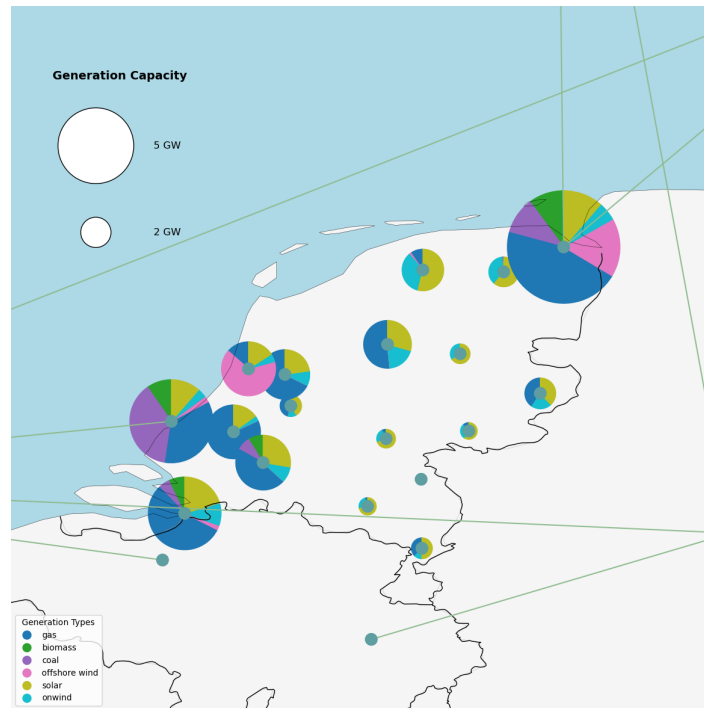 Generation Capacity
5 GW
2 GW
Generation Types
gas
biomass
coal
offshore wind
solar
onwind